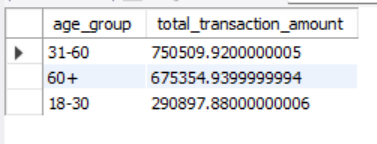 age_group total_transaction_amount
31-60 750509.9200000005
60+ 675354.9399999994
18-30 290897.88000000006